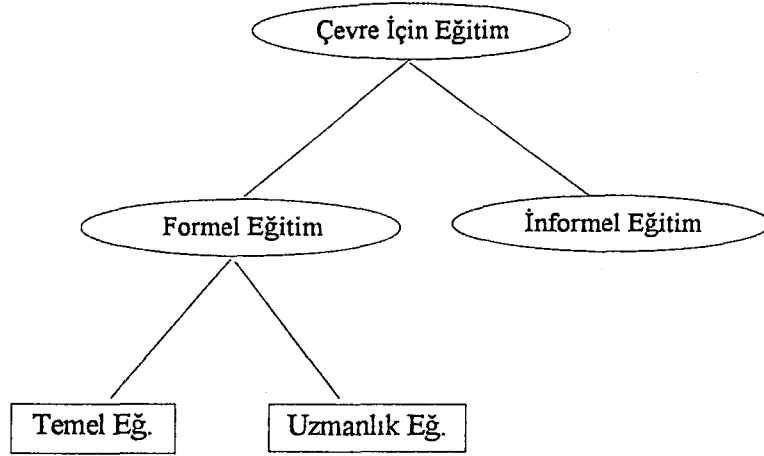 Çevre İçin Eğitim
Formel Eğitim
İnformel Eğitim
Temel Eğ.
Uzmanlık Eğ.